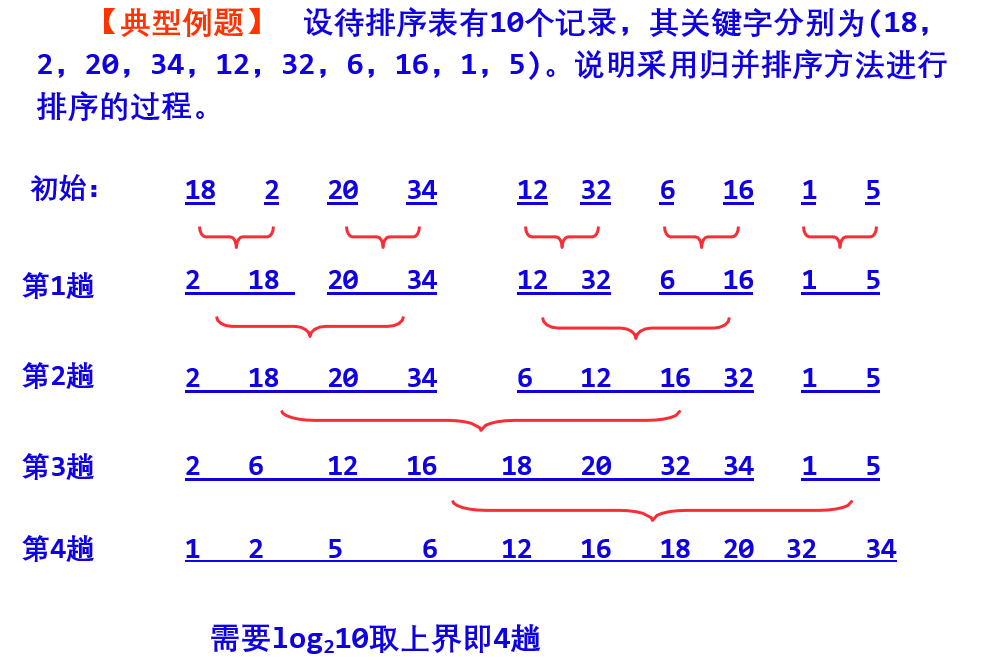 【典型例题】 设待排序表有10个记录，其关键字分别为(18，
2，20，34，12，32，6，16，1，5)。说明采用归并排序方法进行
排序的过程。
初始： 18 2 20 34 12 32 6 16 1 5
第1趟 2 18 20 34 12 32 6 16 1 5
第2趟 2 18 20 34 6 12 16 32 1 5
第3趟 2 6 12 16 18 20 32 34 1 5
第4趟 1 2 5 6 12 16 18 20 32 34
需要log₂10取上界即4趟